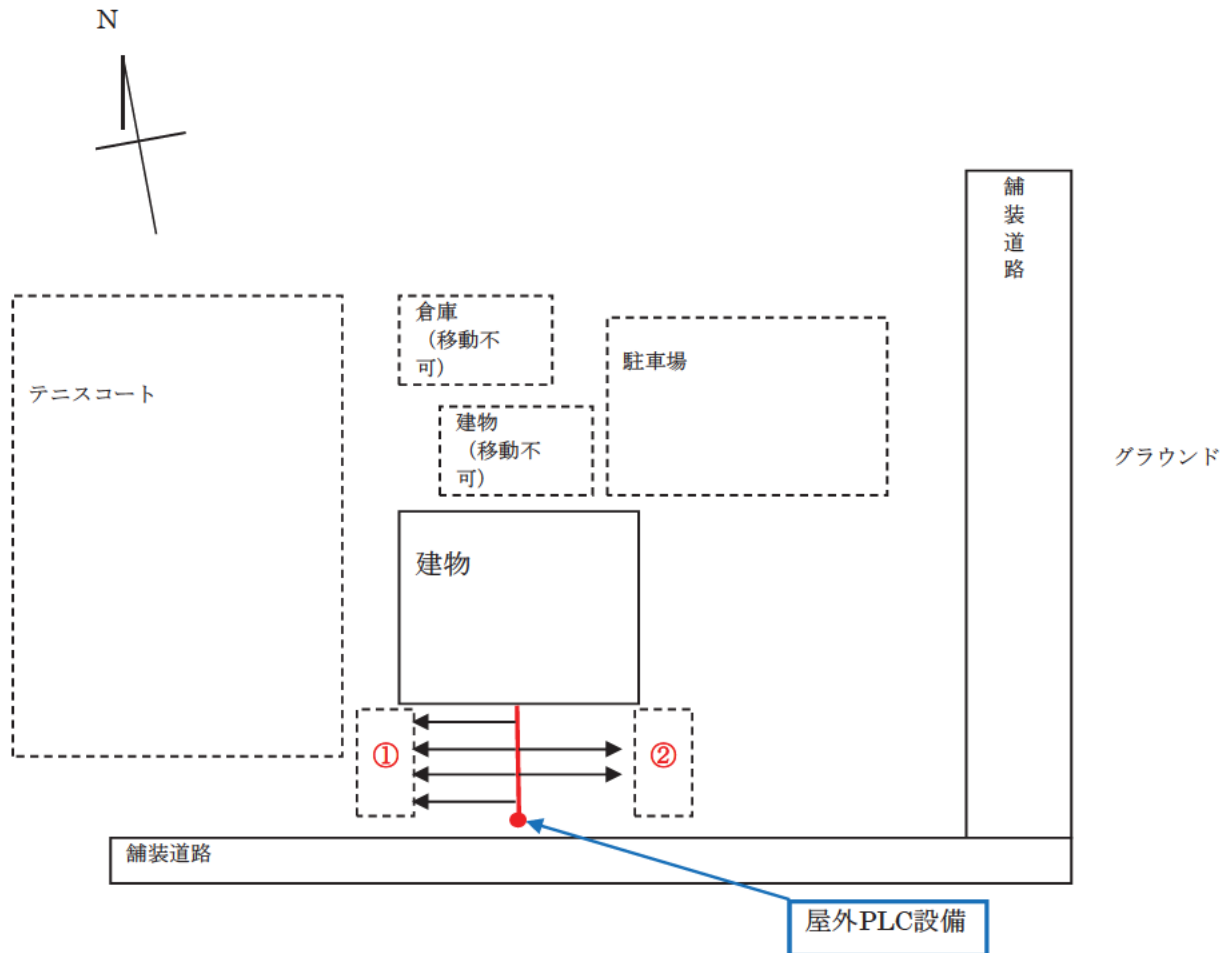 N
舗
装
道
路
倉庫
（移動不
可）
駐車場
テニスコート
建物
（移動不
可）
グラウンド
建物
①
②
舗装道路
屋外PLC設備